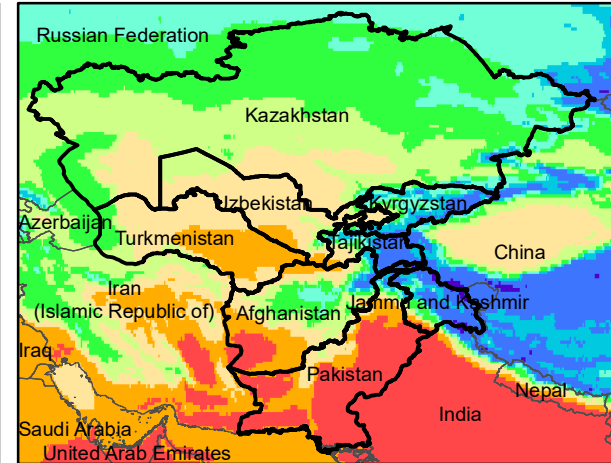 Russian Federation
Kazakhstan
Uzbekistan
Kyrgyzstan
Azerbaijan
Turkmenistan
Tajikistan
China
Iran
(Islamic Republic of)
Afghanistan
Jammu and Kashmir
Iraq
Pakistan
Nepal
Saudi Arabia
India
United Arab Emirates